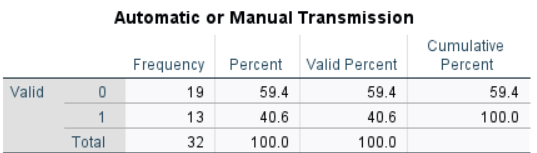 Automatic or Manual Transmission
Frequency Percent Valid Percent Cumulative Percent
Valid 0 19 59.4 59.4 59.4
1 13 40.6 40.6 100.0
Total 32 100.0 100.0